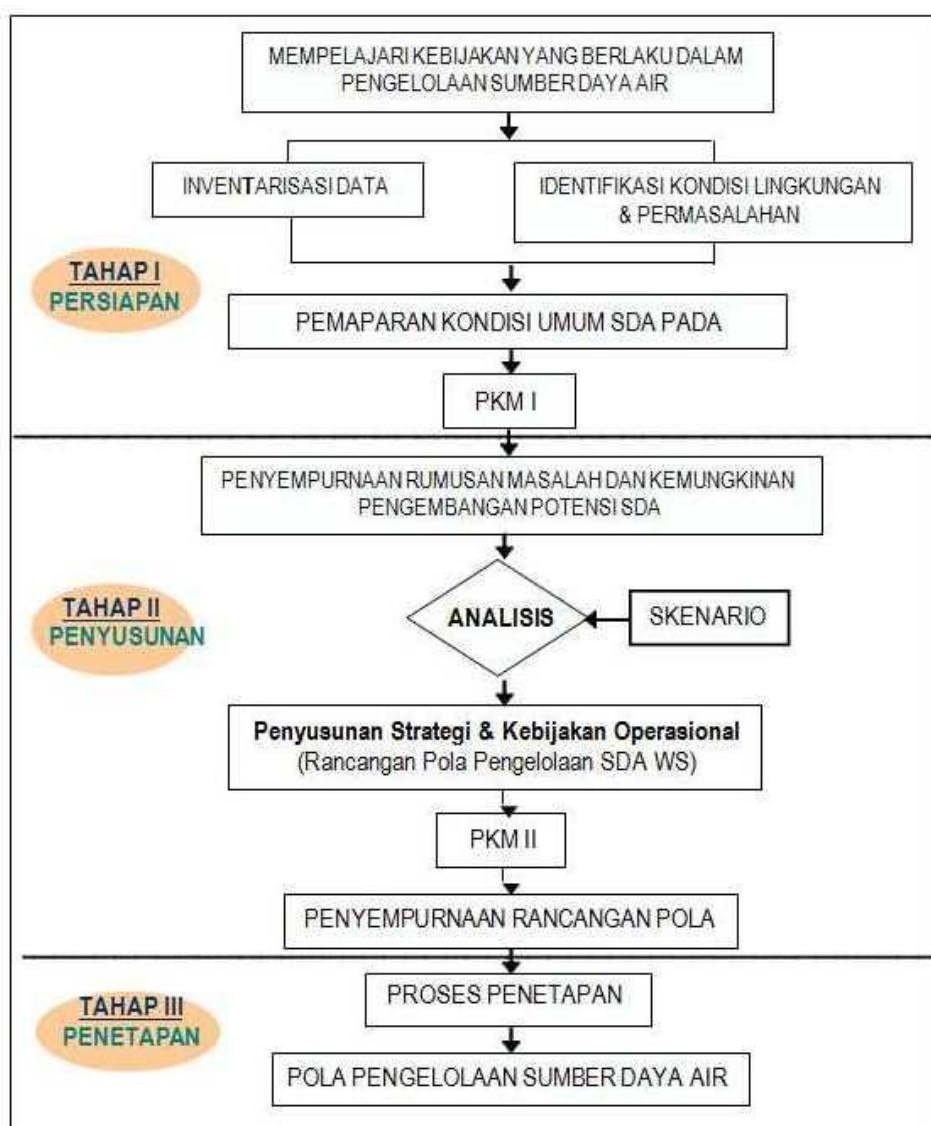 MEMPELAJARI KEBIJAKAN YANG BERLAKU DALAM
PENGELOLAAN SUMBER DAYA AIR
INVENTARISASI DATA
IDENTIFIKASI KONDISI LINGKUNGAN
& PERMASALAHAN
TAHAP I
PERSIAPAN
PEMAPARAN KONDISI UMUM SDA PADA
PKM I
PENYEMPURNAAN RUMUSAN MASALAH DAN KEMUNGKINAN
PENGEMBANGAN POTENSI SDA
TAHAP II
PENYUSUNAN
ANALISIS
SKENARIO
Penyusunan Strategi & Kebijakan Operasional
(Rancangan Pola Pengelolaan SDA WS)
PKM II
PENYEMPURNAAN RANCANGAN POLA
TAHAP III
PENETAPAN
PROSES PENETAPAN
POLA PENGELOLAAN SUMBER DAYA AIR